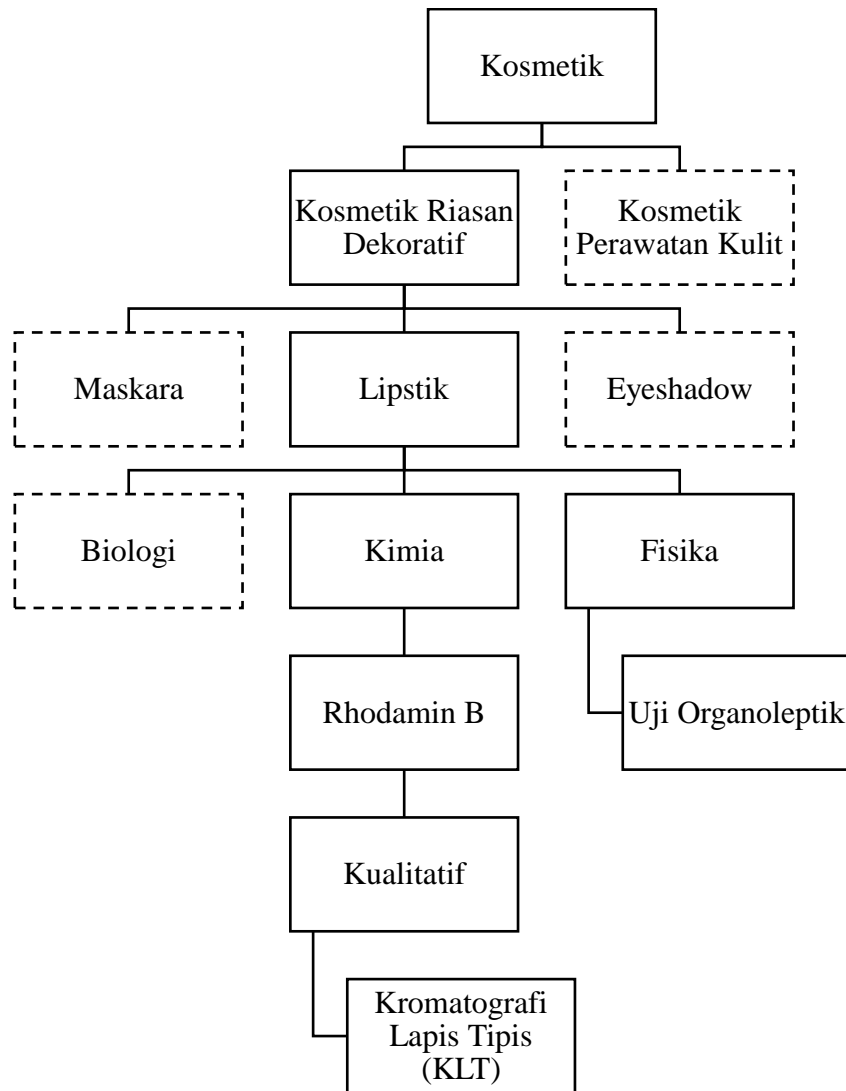 Kosmetik
Kosmetik Riasan
Dekoratif
Kosmetik
Perawatan Kulit
Maskara
Lipstik
Eyeshadow
Biologi
Kimia
Fisika
Rhodamin B
Uji Organoleptik
Kualitatif
Kromatografi
Lapis Tipis
(KLT)